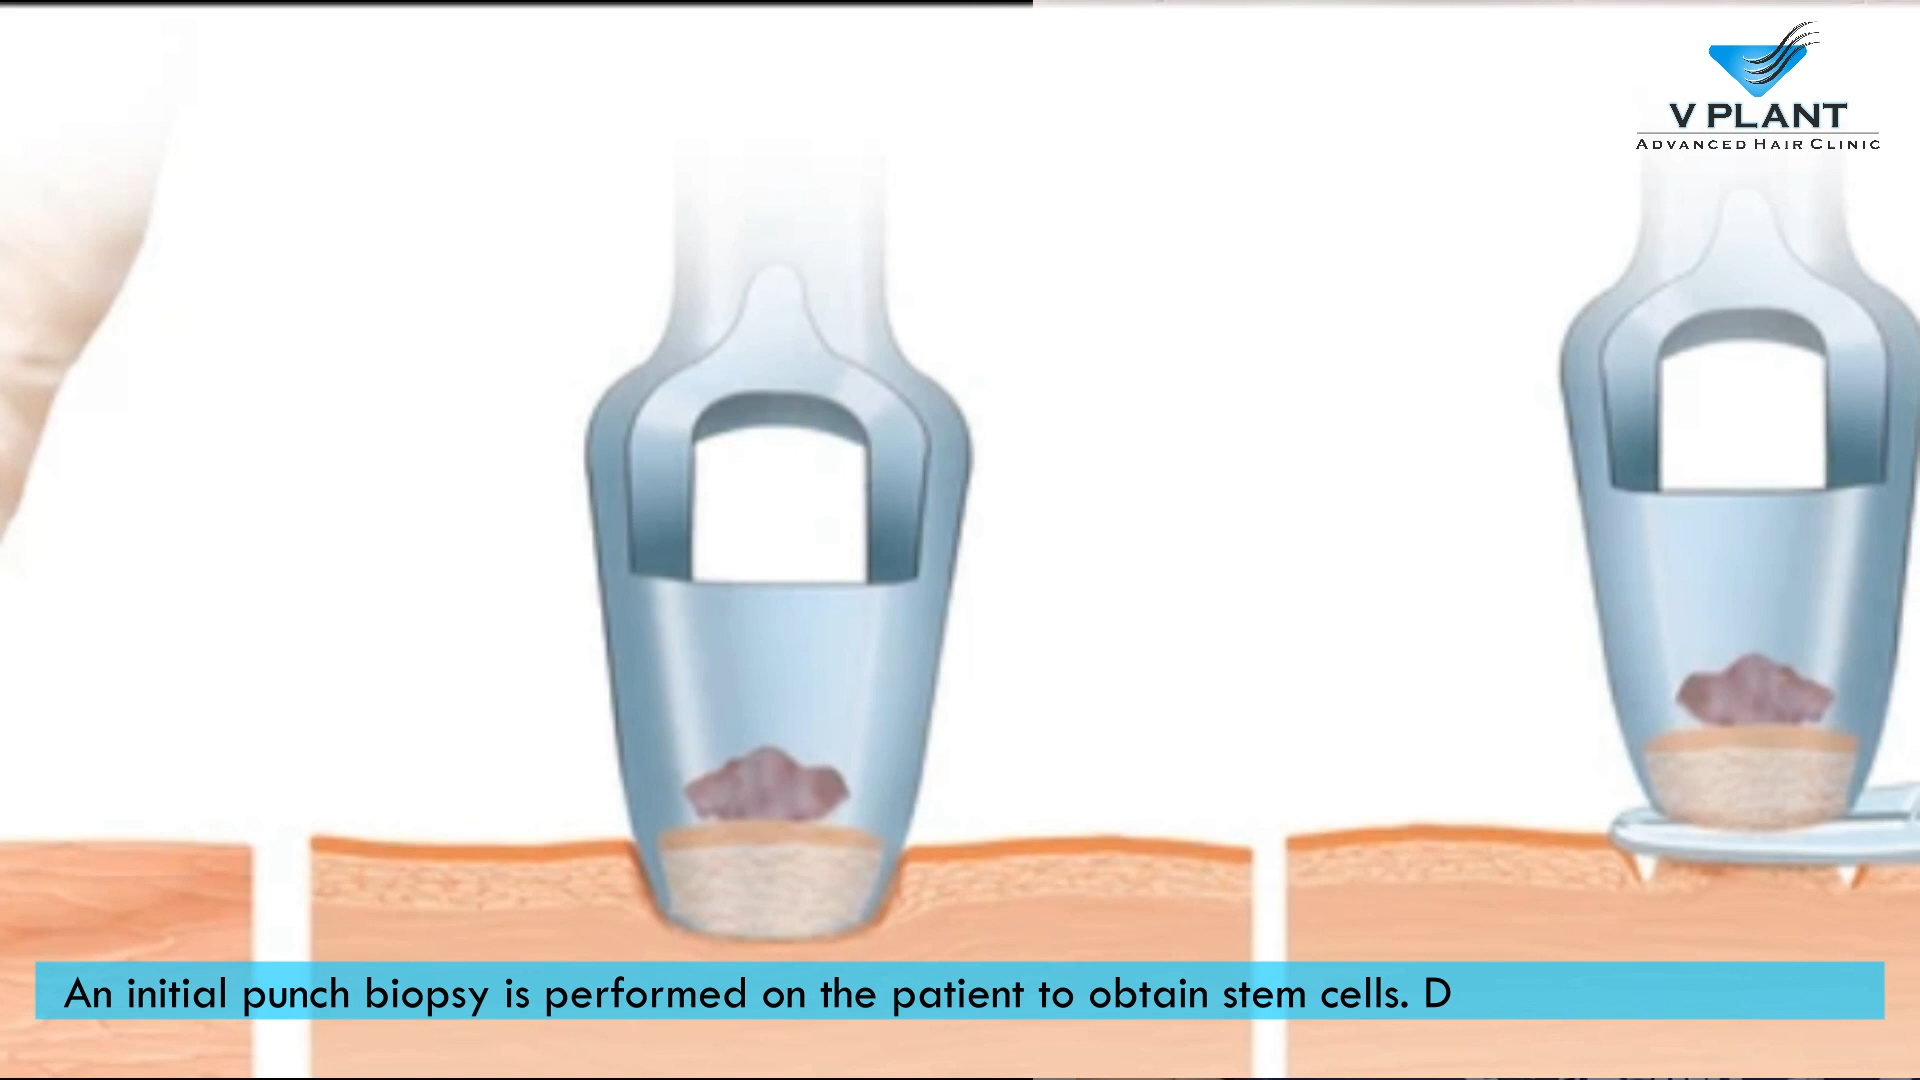 V PLANT
ADVANCED HAIR CLINIC
An initial punch biopsy is performed on the patient to obtain stem cells. D